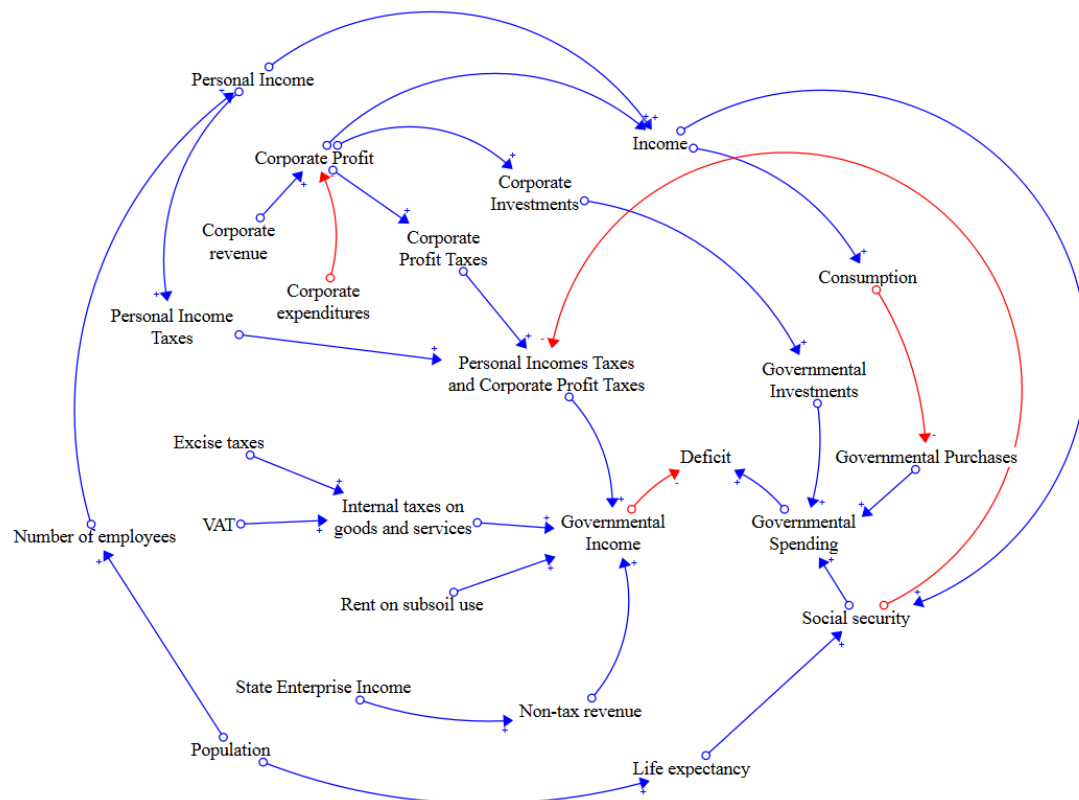 Personal Income
Income
Corporate Profit
Corporate
Investments
Corporate
revenue
Corporate
Profit Taxes
Consumption
Corporate
expenditures
Personal Income
Taxes
Personal Incomes Taxes
and Corporate Profit Taxes
Governmental
Investments
Excise taxes
Deficit
Governmental Purchases
Internal taxes on
goods and services
VAT
Number of employees
Governmental
Income
Governmental
Spending
Rent on subsoil use
Social security
State Enterprise Income
Non-tax revenue
Population
Life expectancy